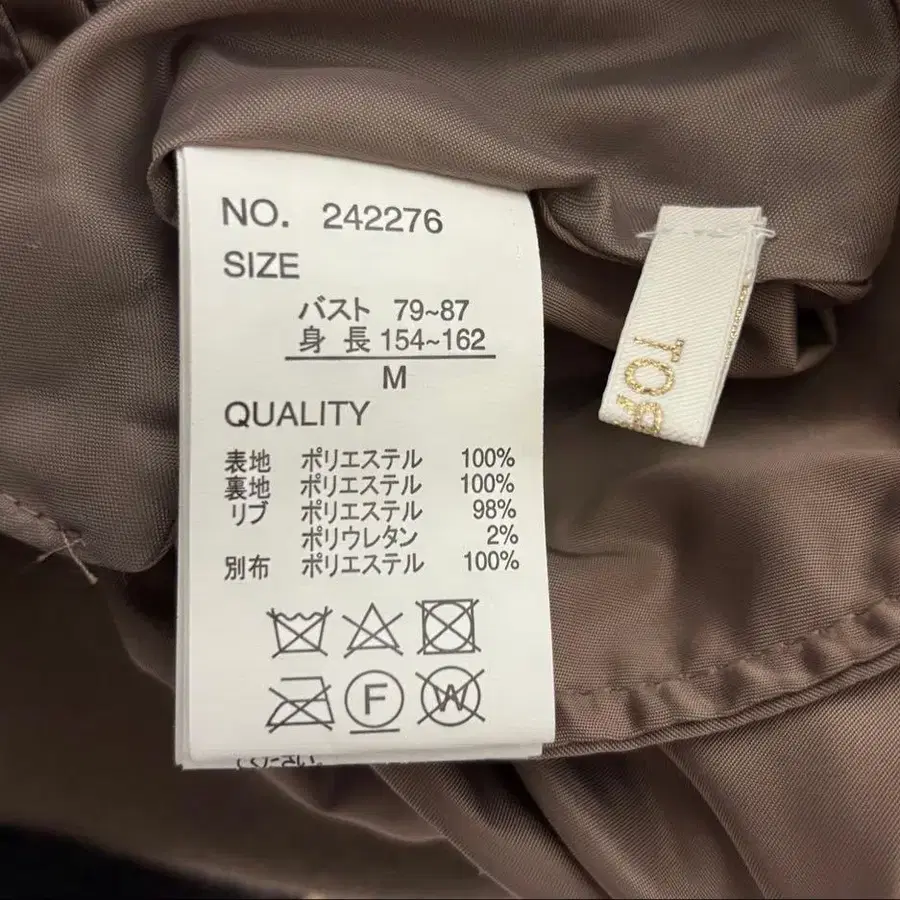 NO. 242276
SIZE
バスト 79~87
身 長 154~162
M
QUALITY
表地 ポリエステル 100%
裏地 ポリエステル 100%
リブ ポリエステル 98%
ポリウレタン 2%
別布 ポリエステル 100%
F
W
TOR